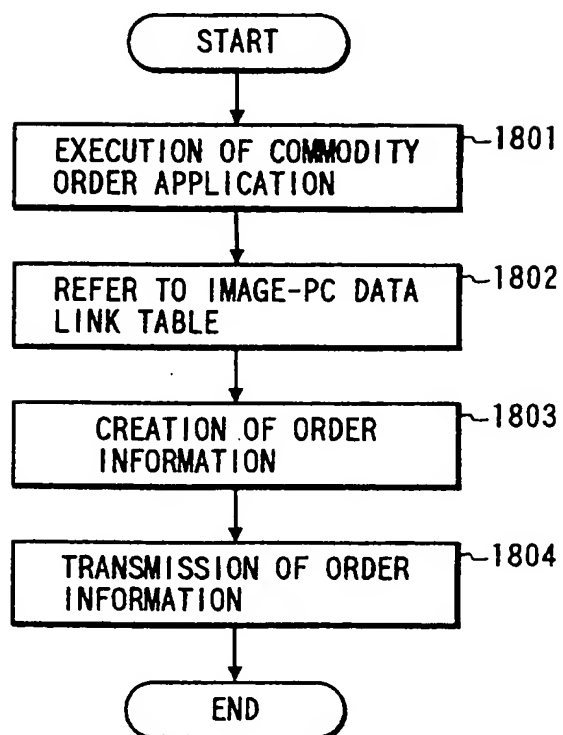 START
EXECUTION OF COMMODITY
ORDER APPLICATION
1801
REFER TO IMAGE-PC DATA
LINK TABLE
1802
CREATION OF ORDER
INFORMATION
1803
TRANSMISSION OF ORDER
INFORMATION
1804
END